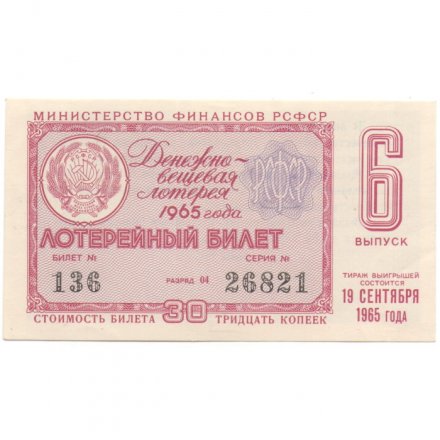 МИНИСТЕРСТВО ФИНАНСОВ РСФСР
Денежно-
вещевая
лотерея
1965 года
РСФСР
РСФСР
ЛОТЕРЕЙНЫЙ БИЛЕТ
БИЛЕТ № СЕРИЯ №
136 РАЗРЯД 04 26821
СТОИМОСТЬ БИЛЕТА 30 ТРИДЦАТЬ КОПЕЕК
6
ВЫПУСК
ТИРАЖ ВЫИГРЫШЕЙ
СОСТОИТСЯ
19 СЕНТЯБРЯ
1965 ГОДА